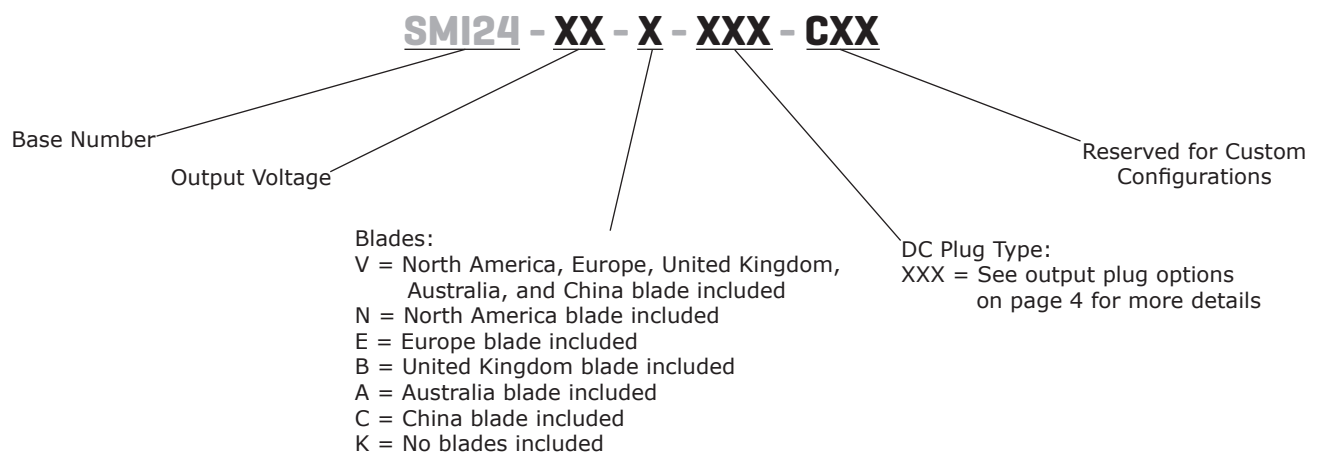 SMI24 - XX - X - XXX - CXX
Base Number
Output Voltage
Reserved for Custom
Configurations
Blades:
V = North America, Europe, United Kingdom,
Australia, and China blade included
N = North America blade included
E = Europe blade included
B = United Kingdom blade included
A = Australia blade included
C = China blade included
K = No blades included
DC Plug Type:
XXX = See output plug options
on page 4 for more details